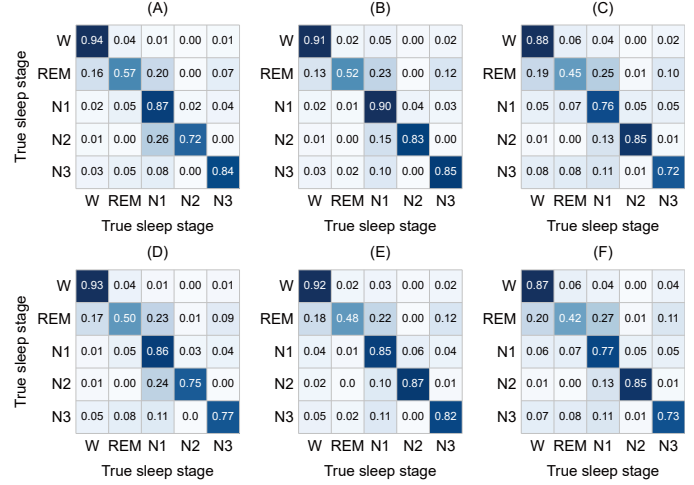 (A) (B) (C)
W 0.94 0.04 0.01 0.00 0.01 W 0.91 0.02 0.05 0.00 0.02 W 0.88 0.06 0.04 0.00 0.02
REM 0.16 0.57 0.20 0.00 0.07 REM 0.13 0.52 0.23 0.00 0.12 REM 0.19 0.45 0.25 0.01 0.10
N1 0.02 0.05 0.87 0.02 0.04 N1 0.02 0.01 0.90 0.04 0.03 N1 0.05 0.07 0.76 0.05 0.05
N2 0.01 0.00 0.26 0.72 0.00 N2 0.01 0.00 0.15 0.83 0.00 N2 0.01 0.00 0.13 0.85 0.01
N3 0.03 0.05 0.08 0.00 0.84 N3 0.03 0.02 0.10 0.00 0.85 N3 0.08 0.08 0.11 0.01 0.72
True sleep stage
True sleep stage
True sleep stage
W REM N1 N2 N3 W REM N1 N2 N3 W REM N1 N2 N3
True sleep stage True sleep stage True sleep stage
(D) (E) (F)
W 0.93 0.04 0.01 0.00 0.01 W 0.92 0.02 0.03 0.00 0.02 W 0.87 0.06 0.04 0.00 0.04
REM 0.17 0.50 0.23 0.01 0.09 REM 0.18 0.48 0.22 0.00 0.12 REM 0.20 0.42 0.27 0.01 0.11
N1 0.01 0.05 0.86 0.03 0.04 N1 0.04 0.01 0.85 0.06 0.04 N1 0.06 0.07 0.77 0.05 0.05
N2 0.01 0.00 0.24 0.75 0.00 N2 0.02 0.0 0.10 0.87 0.01 N2 0.01 0.00 0.13 0.85 0.01
N3 0.05 0.08 0.11 0.0 0.77 N3 0.05 0.02 0.11 0.00 0.82 N3 0.07 0.08 0.11 0.01 0.73
True sleep stage
W REM N1 N2 N3 W REM N1 N2 N3 W REM N1 N2 N3
True sleep stage True sleep stage True sleep stage